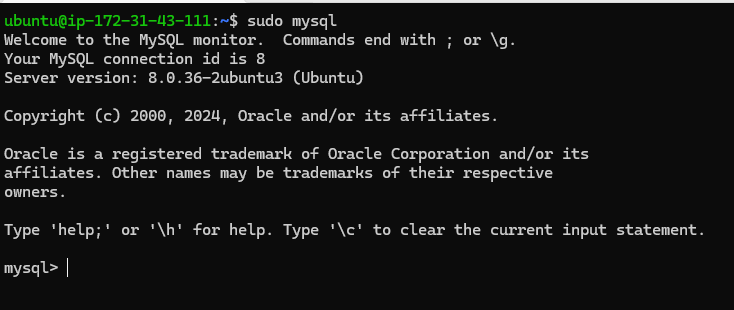 ubuntu@ip-172-31-43-111:~$ sudo mysql
Welcome to the MySQL monitor.  Commands end with ; or \g.
Your MySQL connection id is 8
Server version: 8.0.36-2ubuntu3 (Ubuntu)
Copyright (c) 2000, 2024, Oracle and/or its affiliates.
Oracle is a registered trademark of Oracle Corporation and/or its
affiliates. Other names may be trademarks of their respective
owners.
Type 'help;' or '\h' for help. Type '\c' to clear the current input statement.
mysql>